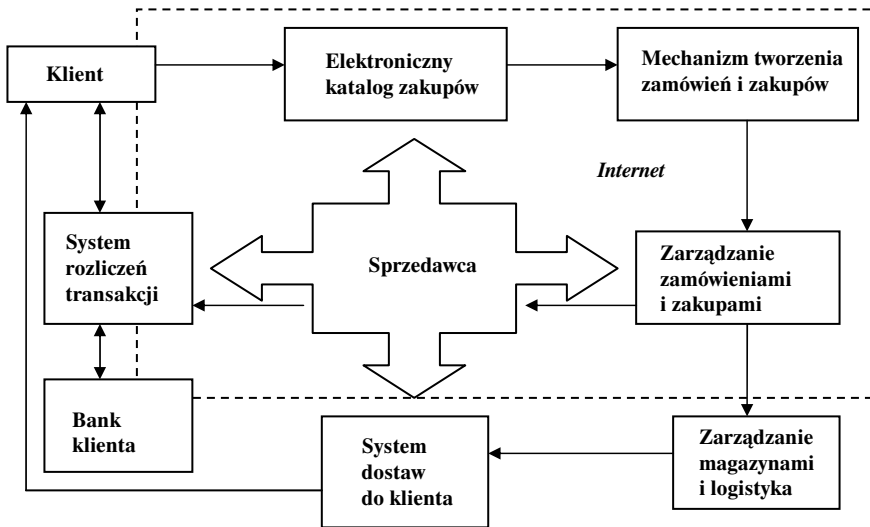 Klient
Elektroniczny
katalog zakupów
Mechanizm tworzenia
zamówień i zakupów
Internet
System
rozliczeń
transakcji
Sprzedawca
Zarządzanie
zamówieniami
i zakupami
Bank
klienta
System
dostaw
do klienta
Zarządzanie
magazynami
i logistyka